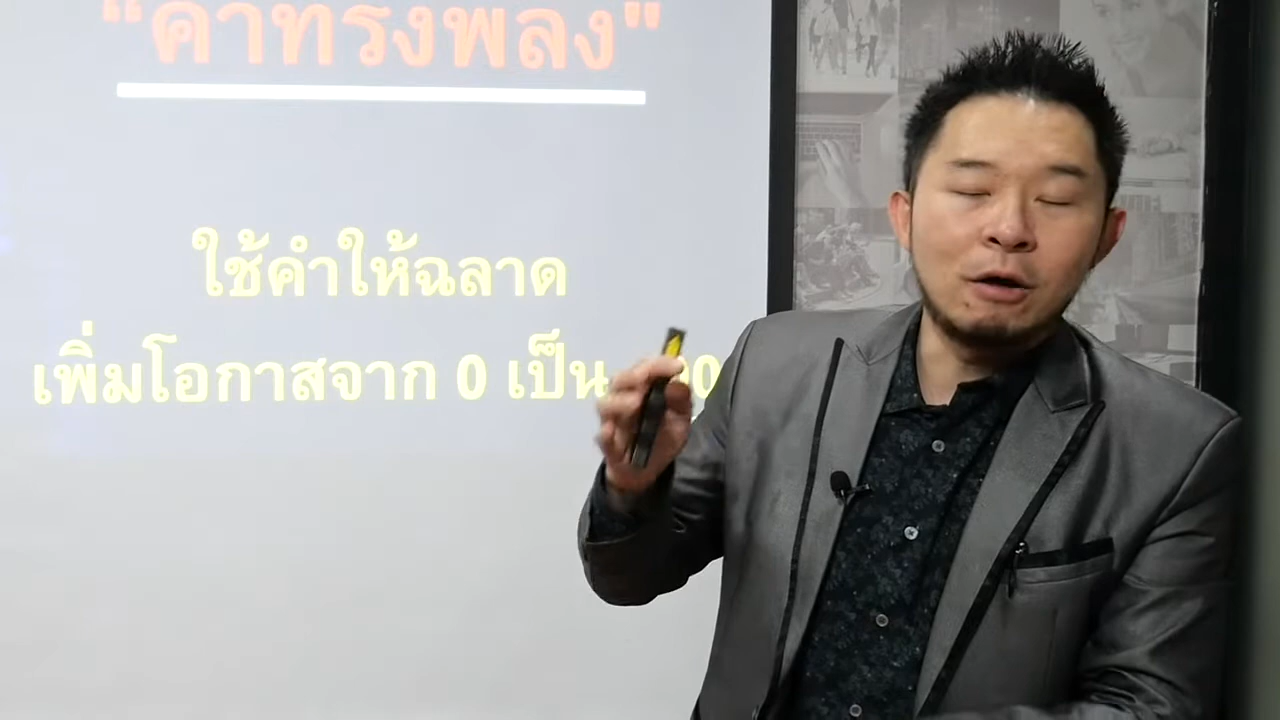 "คำทรงพลัง"
ใช้คำให้ฉลาด
เพิ่มโอกาสจาก 0 เป็น